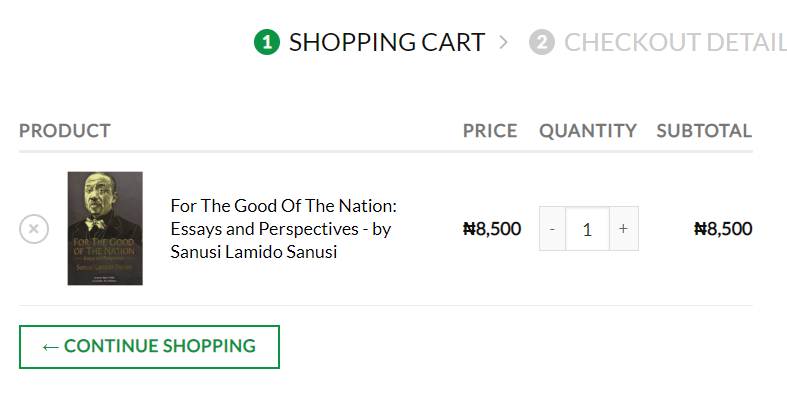 1 SHOPPING CART > 2 CHECKOUT DETAIL
PRODUCT PRICE QUANTITY SUBTOTAL
×
FOR THE GOOD
OF THE NATION
Sanusi Lamido Sanusi
For The Good Of The Nation:
Essays and Perspectives - by
Sanusi Lamido Sanusi
₦8,500 - 1 + ₦8,500
← CONTINUE SHOPPING